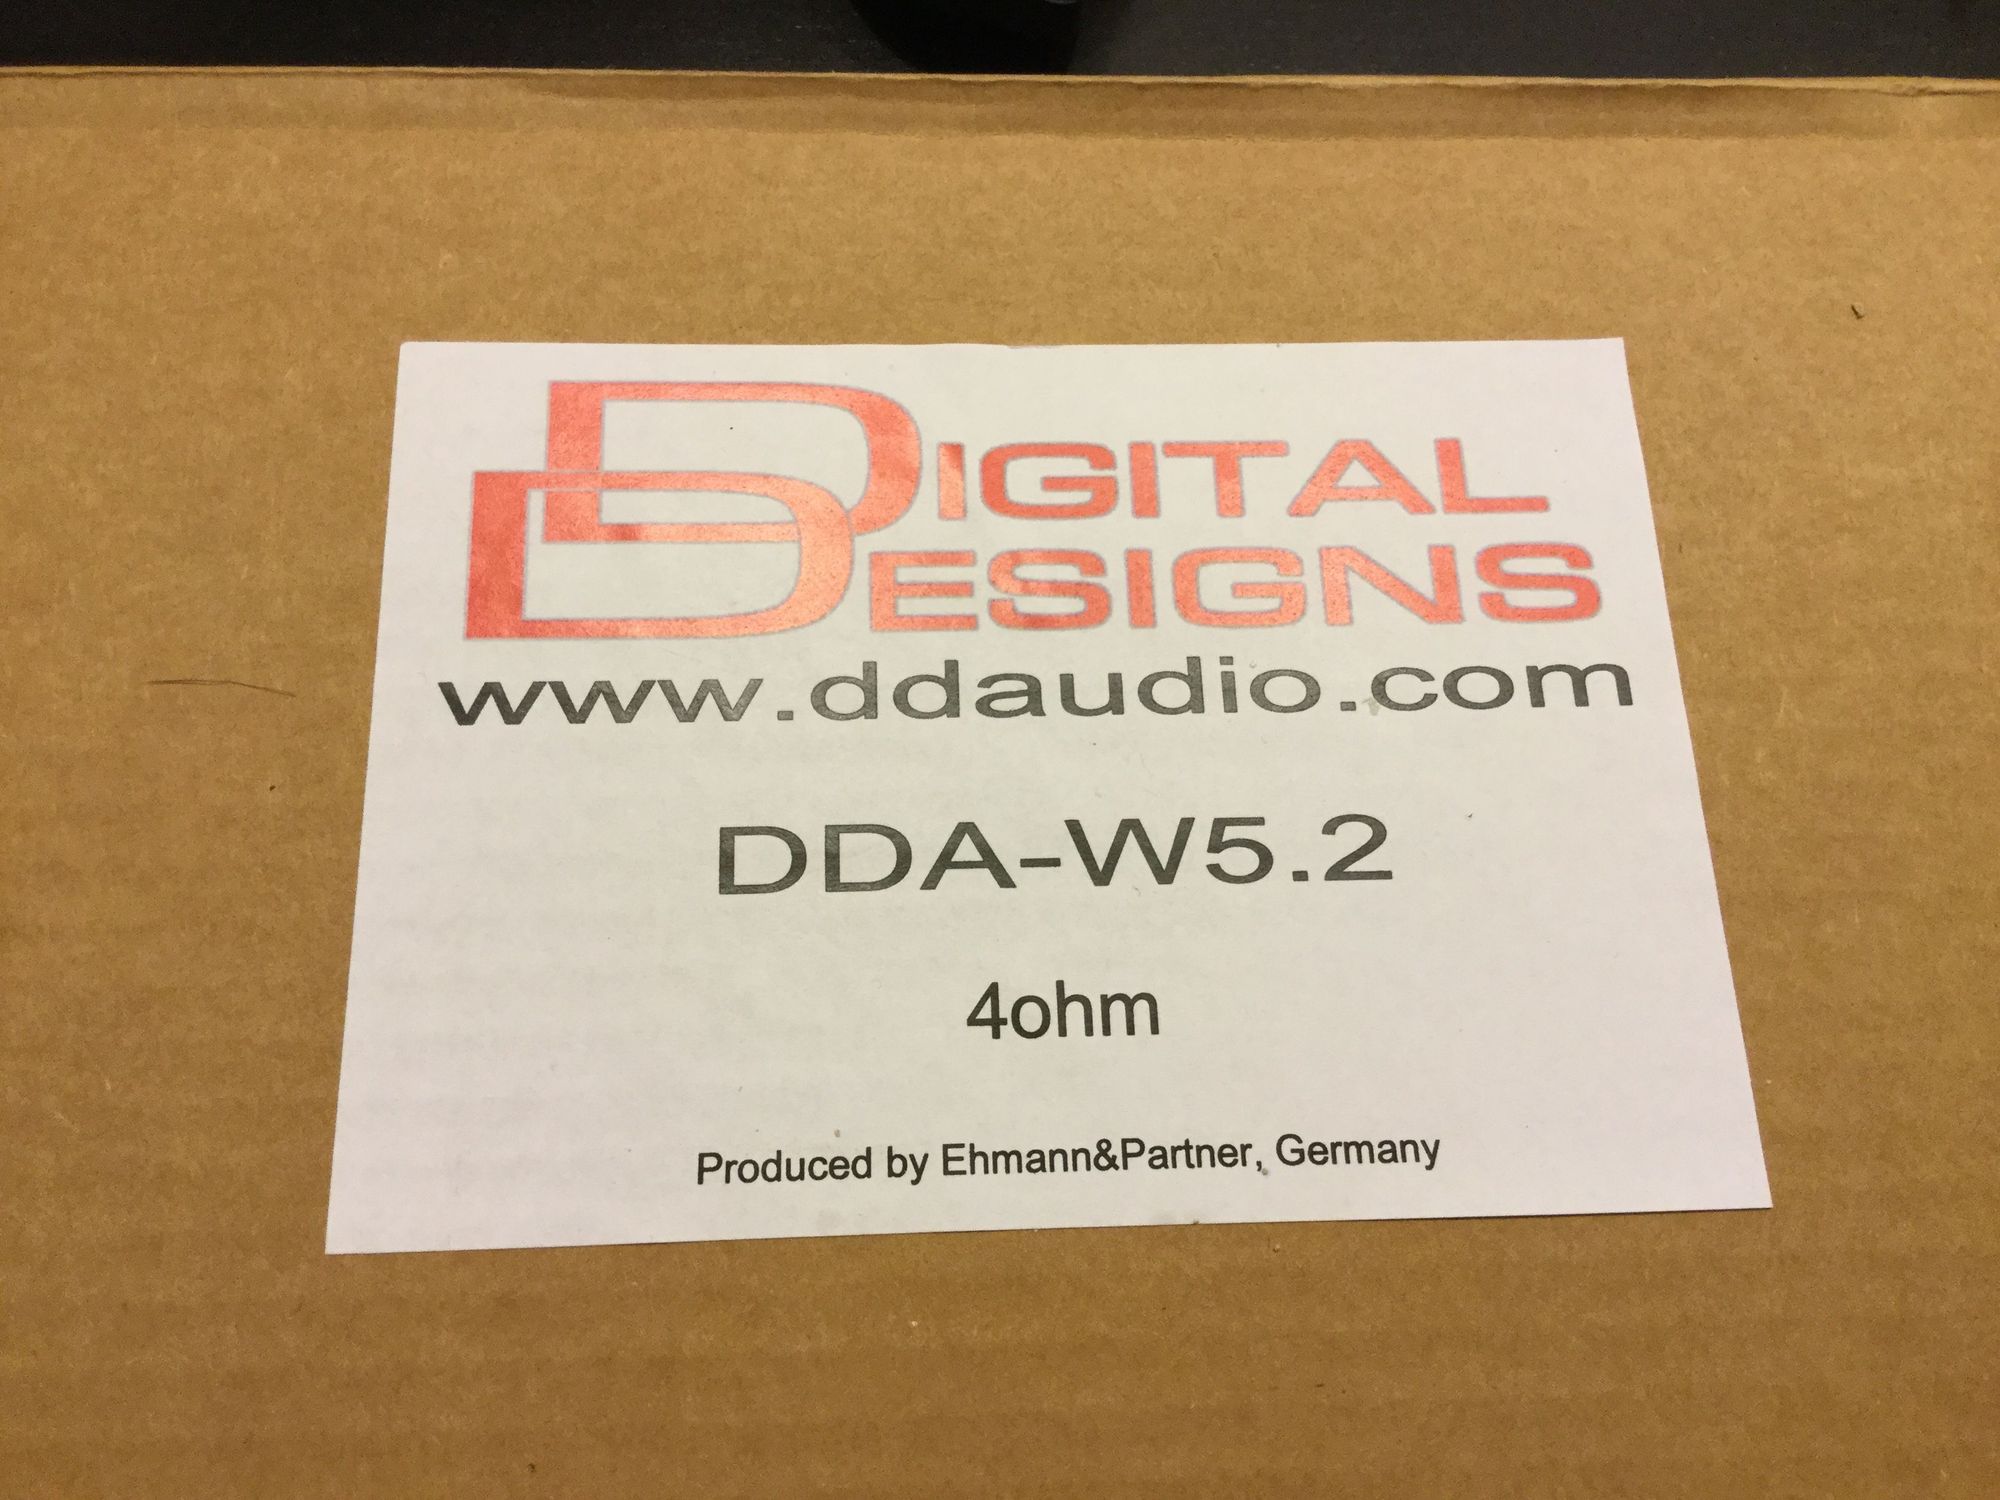 DIGITAL
DESIGNS
www.ddaudio.com
DDA-W5.2
4ohm
Produced by Ehmann&Partner, Germany